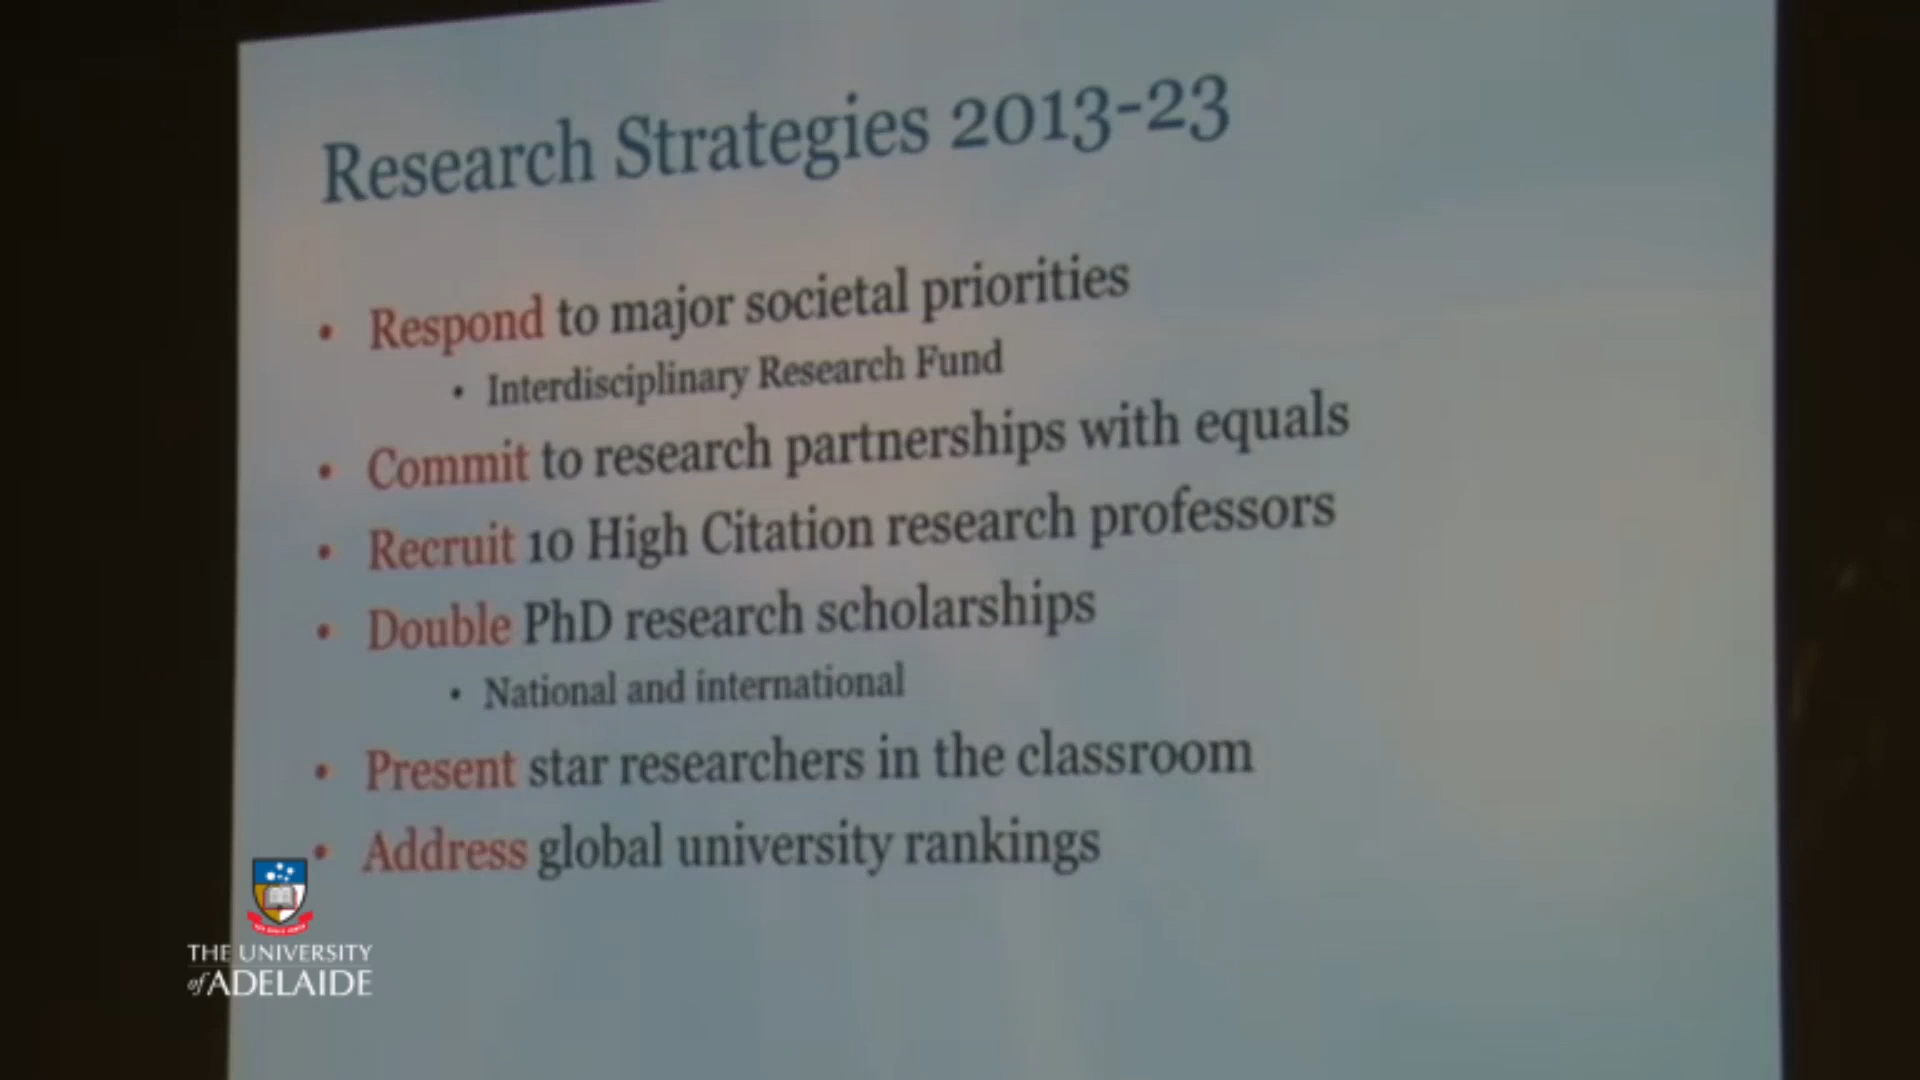 Research Strategies 2013-23
• Respond to major societal priorities
• Interdisciplinary Research Fund
• Commit to research partnerships with equals
• Recruit 10 High Citation research professors
• Double PhD research scholarships
• National and international
• Present star researchers in the classroom
• Address global university rankings
THE UNIVERSITY
of ADELAIDE